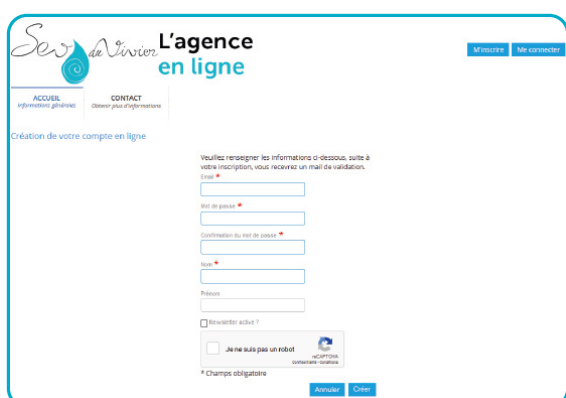 Sev du Vivier
L'agence
en ligne
M'inscrire Me connecter
ACCUEIL
Informations générales
CONTACT
Obtenir plus d'informations
Création de votre compte en ligne
Veuillez renseigner les informations ci-dessous, suite à
votre inscription, vous recevrez un mail de validation.
Email *
Mot de passe *
Confirmation du mot de passe *
Nom *
Prénom
Newsletter active ?
Je ne suis pas un robot
reCAPTCHA
Confidentialité - Conditions
* Champs obligatoire
Annuler Créer